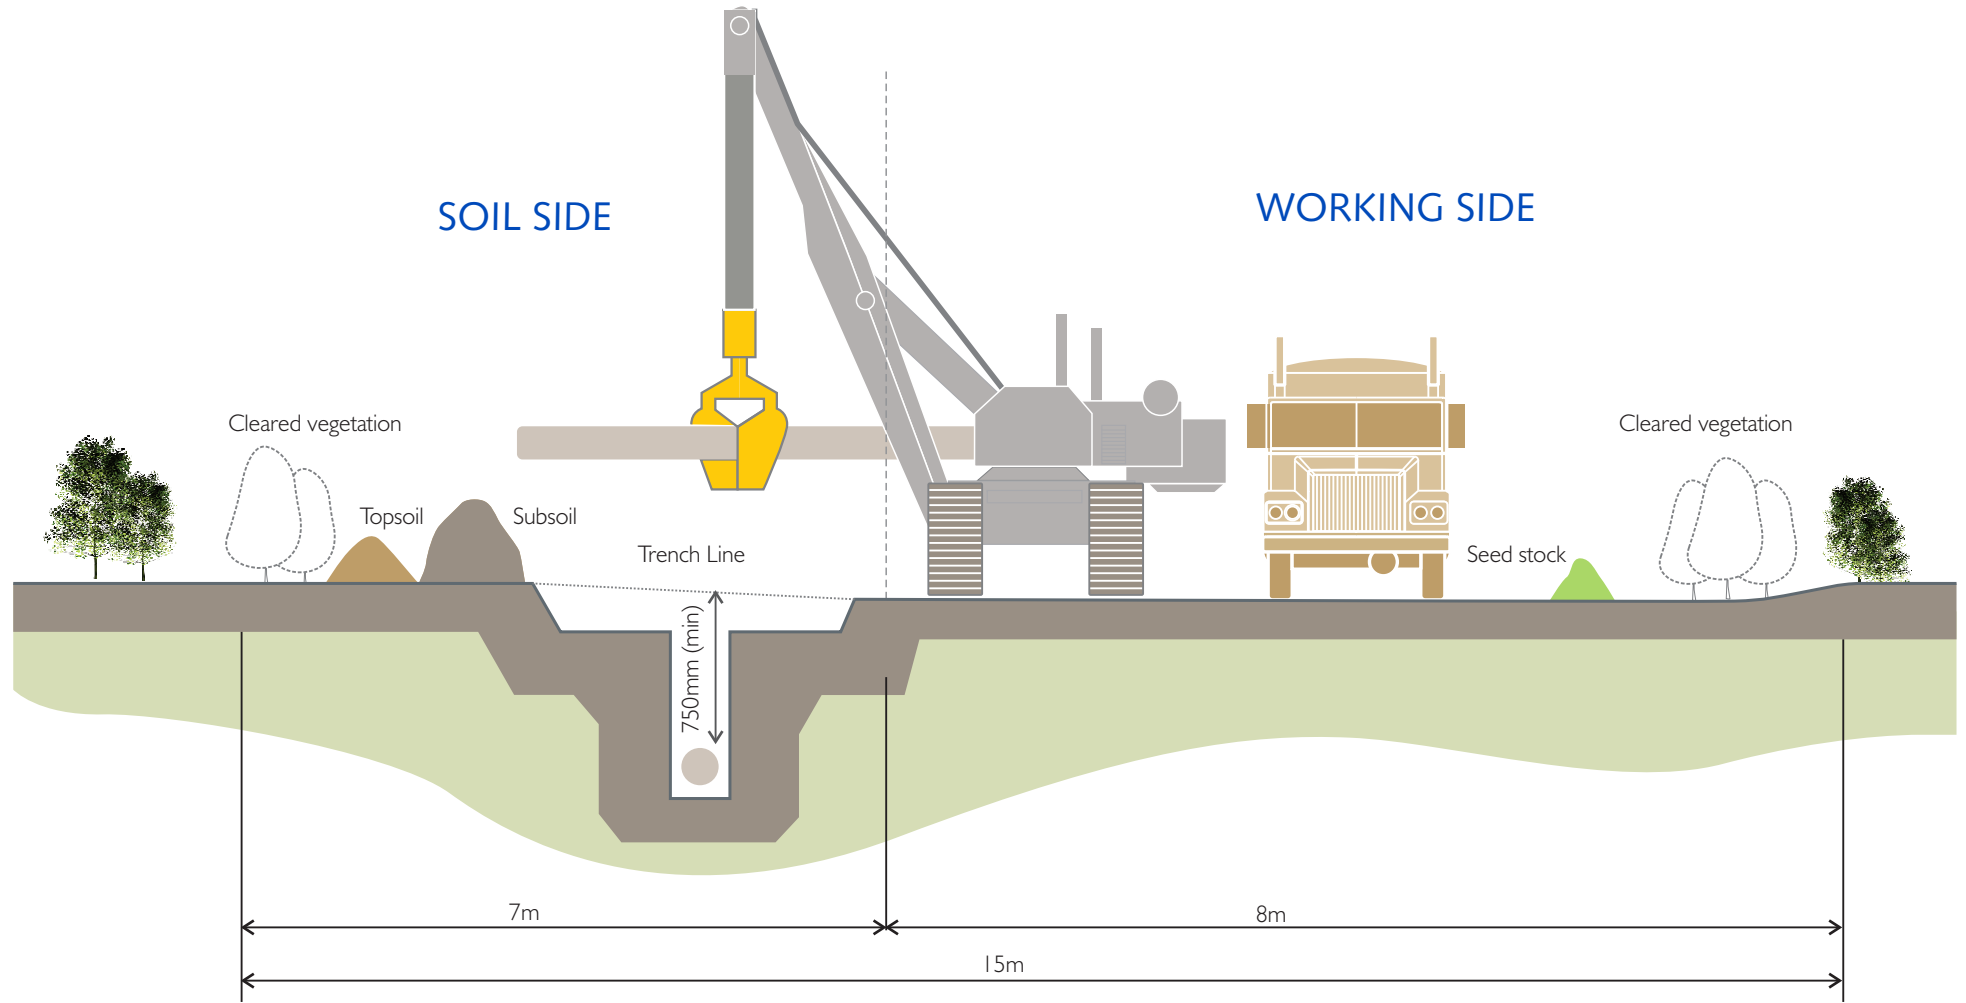 SOIL SIDE
WORKING SIDE
Cleared vegetation
Cleared vegetation
Topsoil
Subsoil
Trench Line
Seed stock
750mm (min)
7m
8m
15m